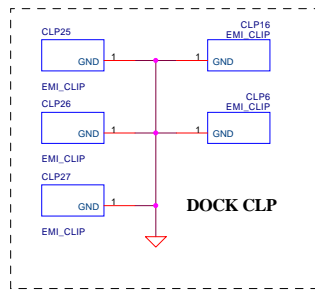 CLP25
GND 1
EMI_CLIP
CLP16
EMI_CLIP
1 GND
CLP26
GND 1
EMI_CLIP
CLP6
EMI_CLIP
1 GND
CLP27
GND 1
EMI_CLIP
DOCK CLP